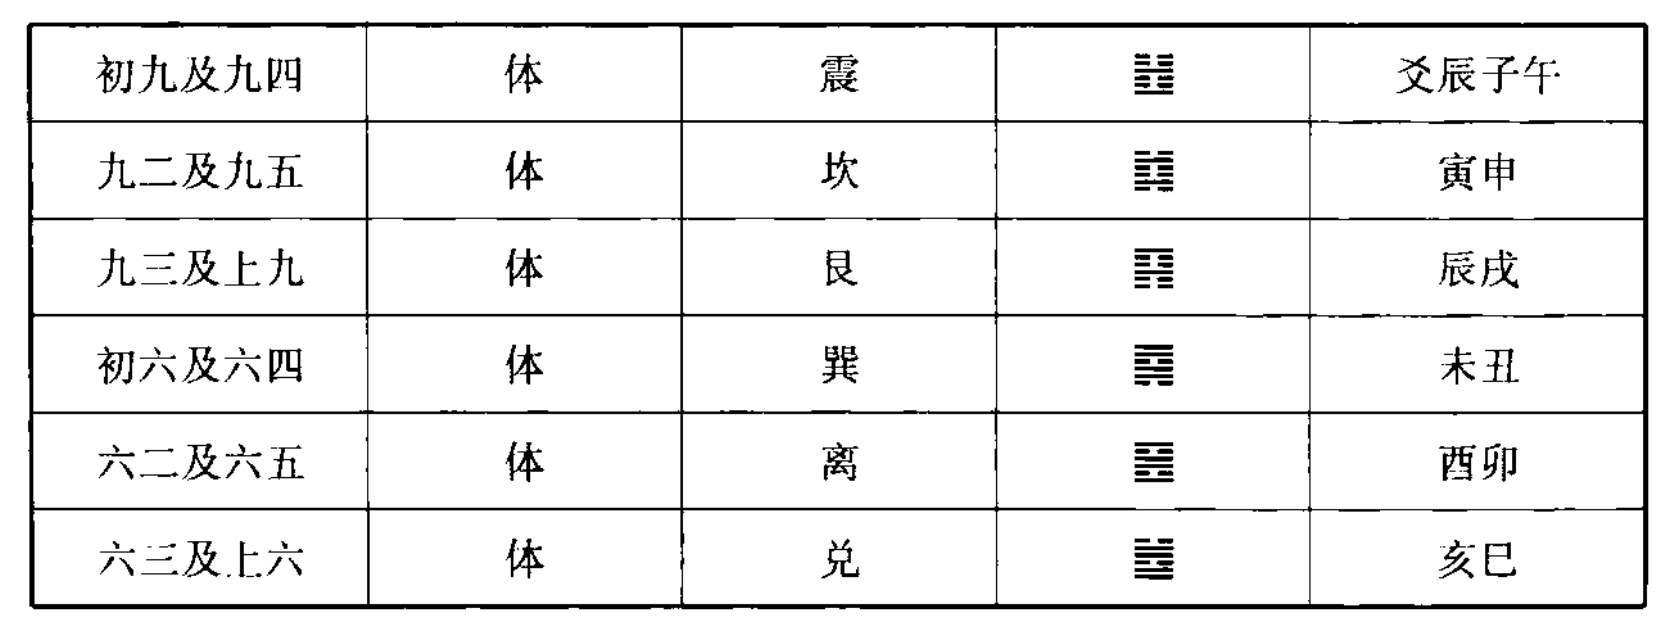 初九及九四 体 震 ䷲ 爻辰子午
九二及九五 体 坎 ䷜ 寅申
九三及上九 体 艮 ䷳ 辰戌
初六及六四 体 巽 ䷸ 未丑
六二及六五 体 离 ䷝ 酉卯
六三及上六 体 兑 ䷹ 亥巳